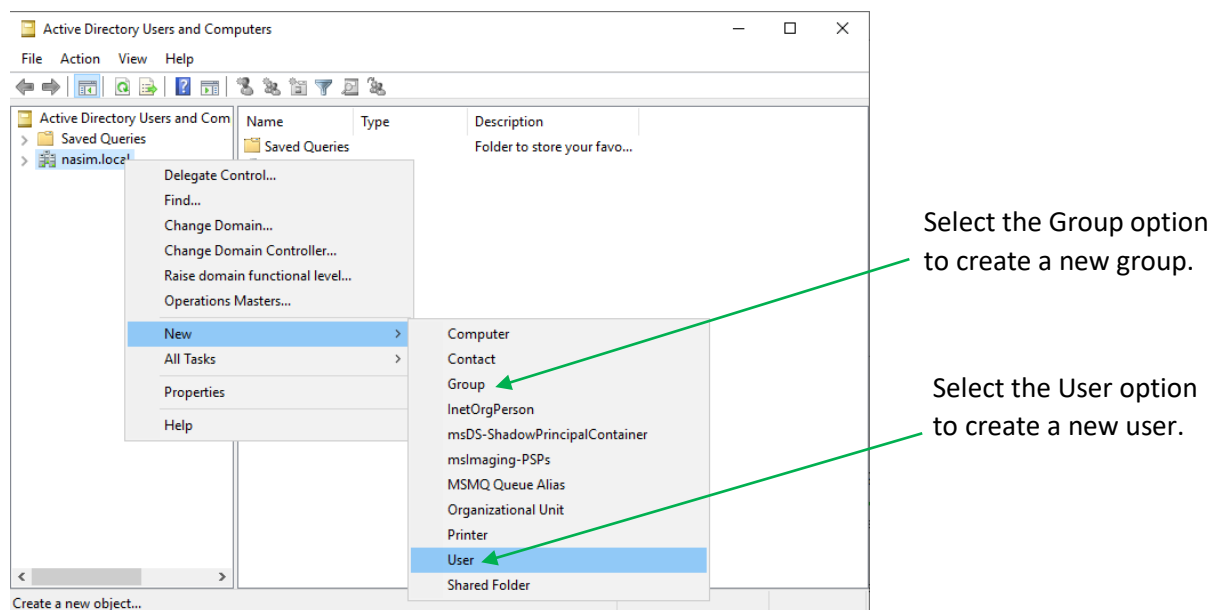 Active Directory Users and Computers
File Action View Help
Active Directory Users and Com
Saved Queries
nasim.local
Name Type Description
Saved Queries Folder to store your favo...
Delegate Control...
Find...
Change Domain...
Change Domain Controller...
Raise domain functional level...
Operations Masters...
New
All Tasks
Properties
Help
Computer
Contact
Group
InetOrgPerson
msDS-ShadowPrincipalContainer
msImaging-PSPs
MSMQ Queue Alias
Organizational Unit
Printer
User
Shared Folder
Create a new object...
Select the Group option
to create a new group.
Select the User option
to create a new user.